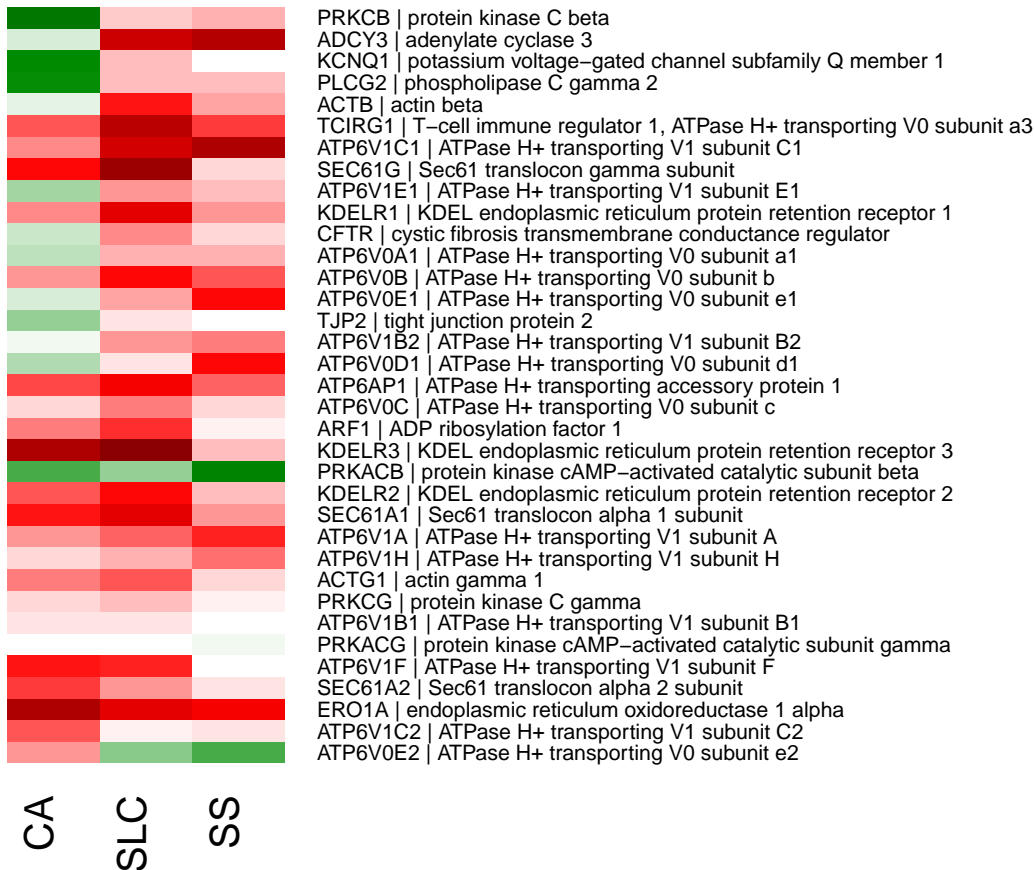 PRKCB | protein kinase C beta
ADCY3 | adenylate cyclase 3
KCNQ1 | potassium voltage−gated channel subfamily Q member 1
PLCG2 | phospholipase C gamma 2
ACTB | actin beta
TCIRG1 | T−cell immune regulator 1, ATPase H+ transporting V0 subunit a3
ATP6V1C1 | ATPase H+ transporting V1 subunit C1
SEC61G | Sec61 translocon gamma subunit
ATP6V1E1 | ATPase H+ transporting V1 subunit E1
KDELR1 | KDEL endoplasmic reticulum protein retention receptor 1
CFTR | cystic fibrosis transmembrane conductance regulator
ATP6V0A1 | ATPase H+ transporting V0 subunit a1
ATP6V0B | ATPase H+ transporting V0 subunit b
ATP6V0E1 | ATPase H+ transporting V0 subunit e1
TJP2 | tight junction protein 2
ATP6V1B2 | ATPase H+ transporting V1 subunit B2
ATP6V0D1 | ATPase H+ transporting V0 subunit d1
ATP6AP1 | ATPase H+ transporting accessory protein 1
ATP6V0C | ATPase H+ transporting V0 subunit c
ARF1 | ADP ribosylation factor 1
KDELR3 | KDEL endoplasmic reticulum protein retention receptor 3
PRKACB | protein kinase cAMP−activated catalytic subunit beta
KDELR2 | KDEL endoplasmic reticulum protein retention receptor 2
SEC61A1 | Sec61 translocon alpha 1 subunit
ATP6V1A | ATPase H+ transporting V1 subunit A
ATP6V1H | ATPase H+ transporting V1 subunit H
ACTG1 | actin gamma 1
PRKCG | protein kinase C gamma
ATP6V1B1 | ATPase H+ transporting V1 subunit B1
PRKACG | protein kinase cAMP−activated catalytic subunit gamma
ATP6V1F | ATPase H+ transporting V1 subunit F
SEC61A2 | Sec61 translocon alpha 2 subunit
ERO1A | endoplasmic reticulum oxidoreductase 1 alpha
ATP6V1C2 | ATPase H+ transporting V1 subunit C2
ATP6V0E2 | ATPase H+ transporting V0 subunit e2
CA
SLC
SS